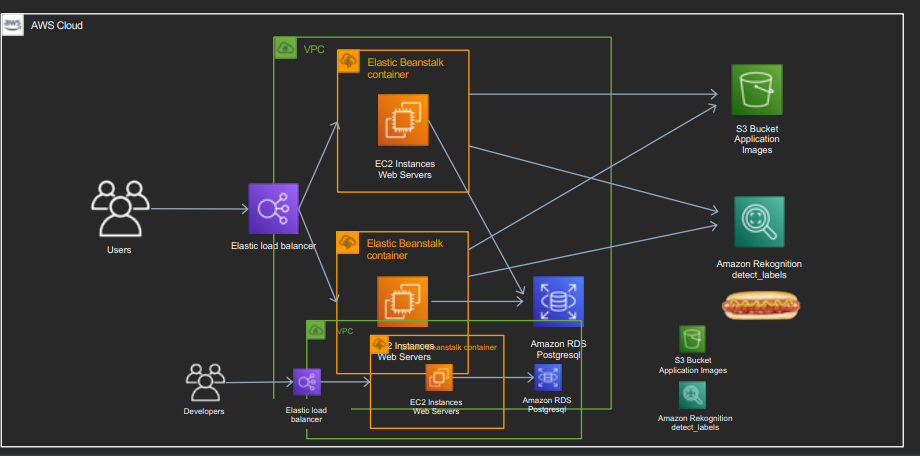 aws
AWS Cloud
VPC
Elastic Beanstalk
container
EC2 Instances
Web Servers
S3 Bucket
Application
Images
Users
Elastic load balancer
Elastic Beanstalk
container
Amazon Rekognition
detect_labels
2 Instances
Web Servers
Amazon RDS
Postgresql
VPC
Beanstalk container
S3 Bucket
Application Images
Developers
Elastic load
balancer
EC2 Instances
Web Servers
Amazon RDS
Postgresql
Amazon Rekognition
detect_labels